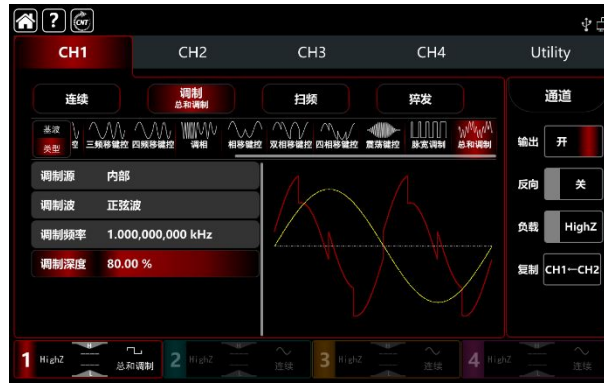 ? CNT
CH1 CH2 CH3 CH4 Utility
连续 调制 扫频 猝发 通道
总和调制
基波
类型 控 三频移键控 四频移键控 调相 相移键控 双相移键控 四相移键控 震荡键控 脉宽调制 总和调制
输出 开
调制源 内部
反向 关
调制波 正弦波
负载 HighZ
调制频率 1.000,000,000 kHz
调制深度 80.00 %
复制 CH1←CH2
1 HighZ 总和调制 2 HighZ 连续 3 HighZ 连续 4 HighZ 连续